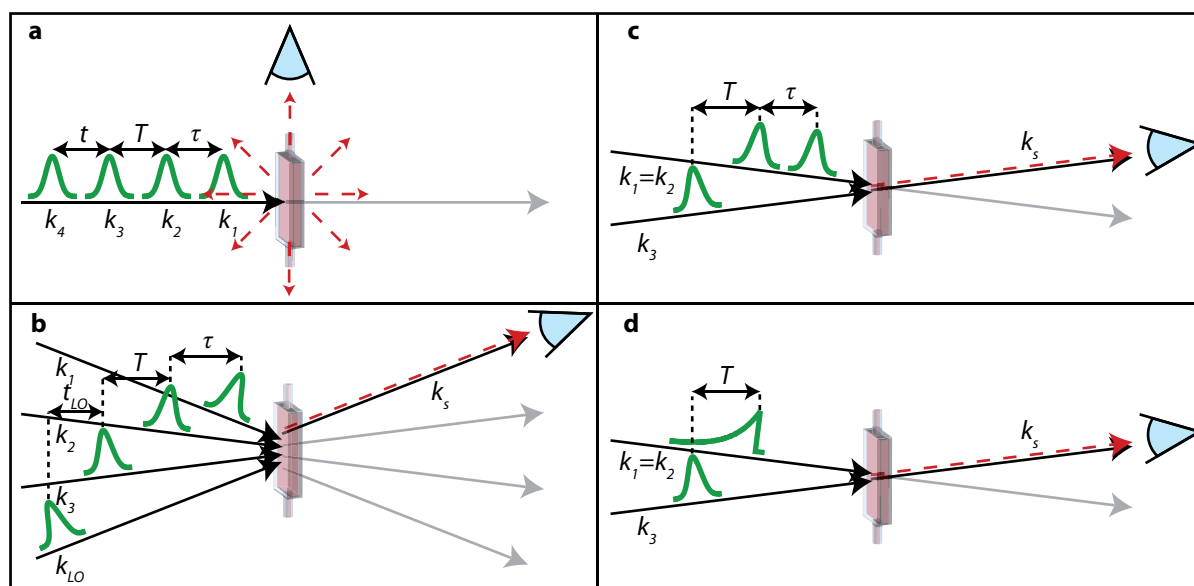 a
t T τ
k4 k3 k2 k1
b
k1
T τ
tLO
k2
ks
k3
kLO
c
T τ
ks
k1=k2
k3
d
T
ks
k1=k2
k3